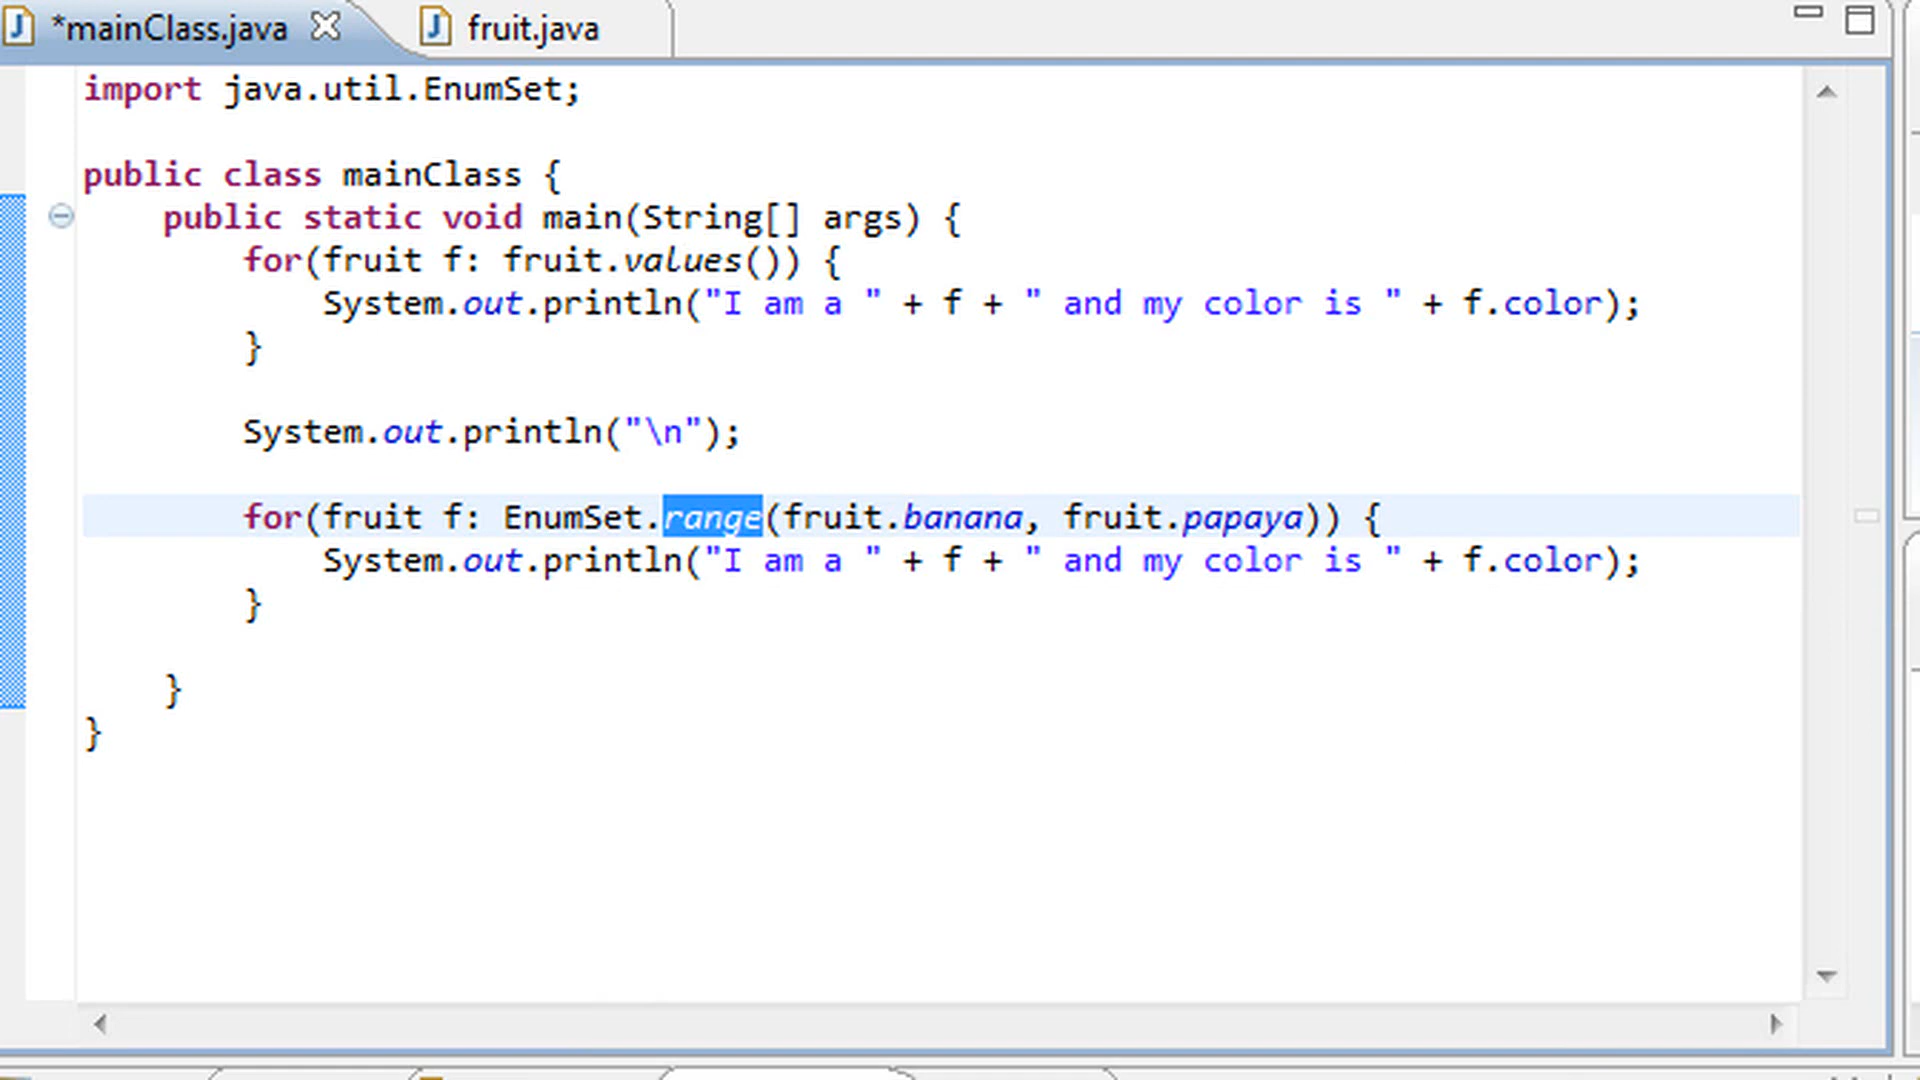 *mainClass.java
fruit.java
import java.util.EnumSet;
public class mainClass {
public static void main(String[] args) {
for(fruit f: fruit.values()) {
System.out.println("I am a " + f + " and my color is " + f.color);
}
System.out.println("\n");
for(fruit f: EnumSet.range(fruit.banana, fruit.papaya)) {
System.out.println("I am a " + f + " and my color is " + f.color);
}
}
}